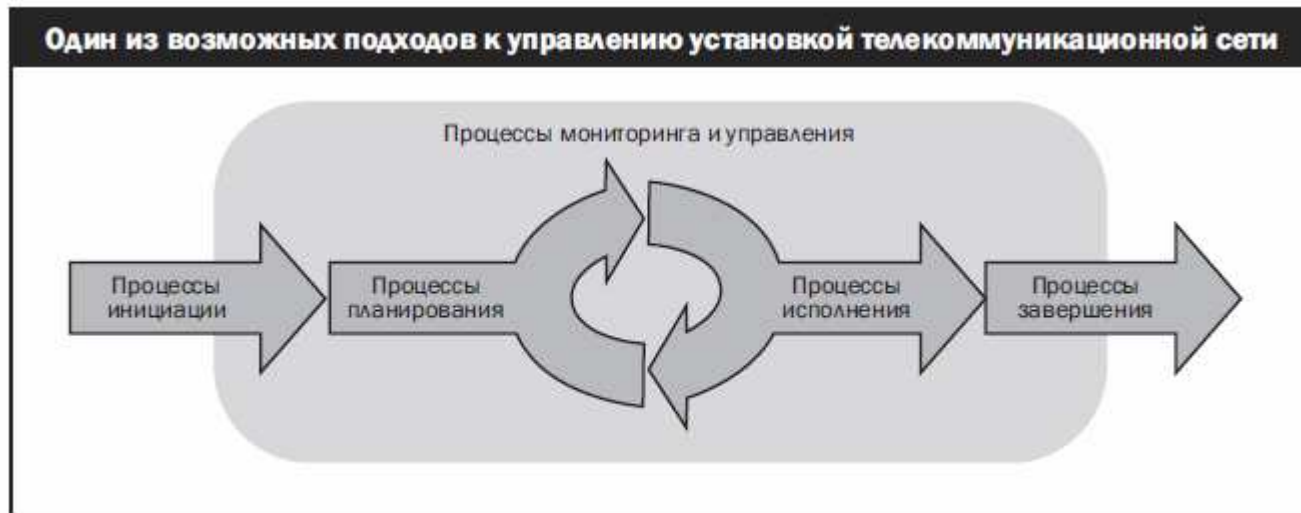 Один из возможных подходов к управлению установкой телекоммуникационной сети
Процессы мониторинга и управления
Процессы
инициации
Процессы
планирования
Процессы
исполнения
Процессы
завершения